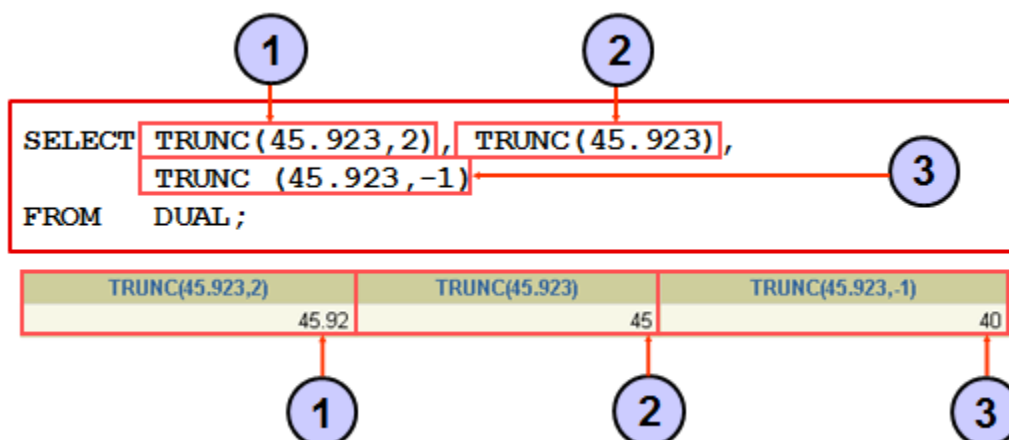 1 2
SELECT TRUNC(45.923,2), TRUNC(45.923),
TRUNC (45.923,-1) 3
FROM DUAL;
TRUNC(45.923,2) TRUNC(45.923) TRUNC(45.923,-1)
45.92 45 40
1 2 3